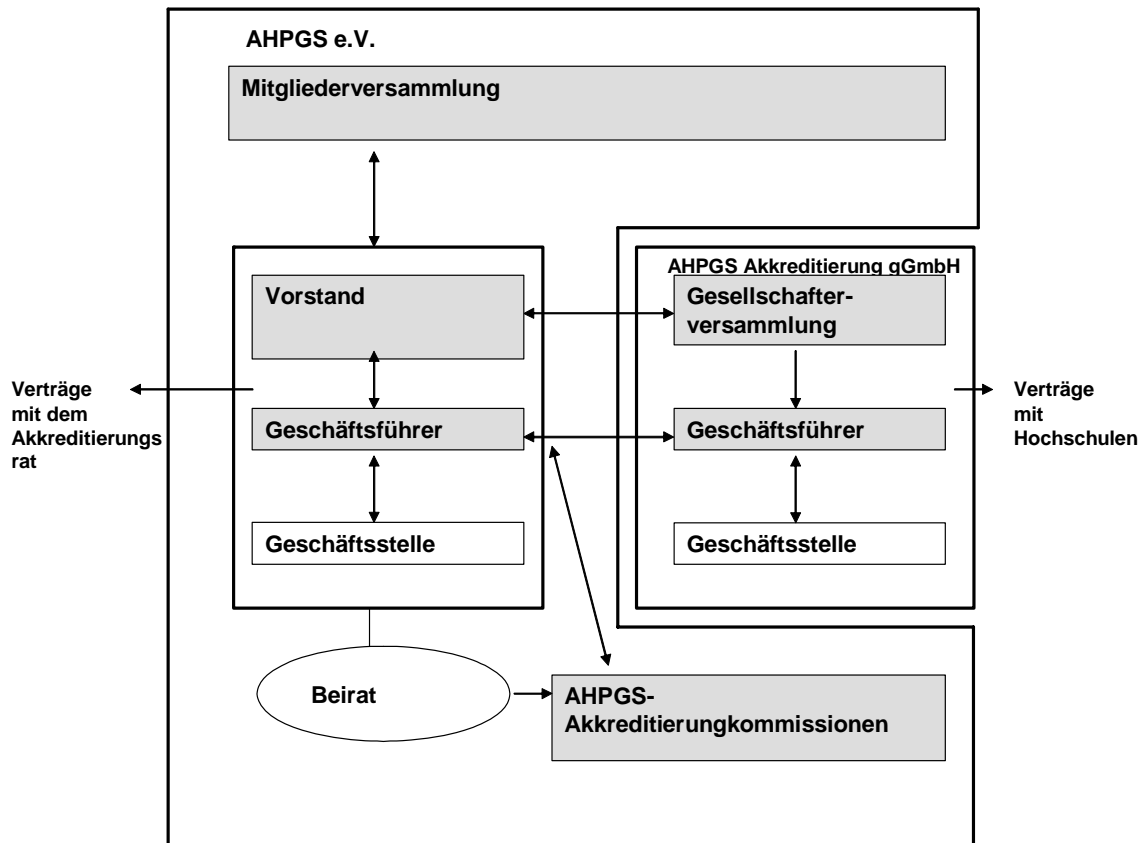 AHPGS e.V.
Mitgliederversammlung
AHPGS Akkreditierung gGmbH
Vorstand
Gesellschafter-
versammlung
Verträge
mit dem
Akkreditierungs
rat
Verträge
mit
Hochschulen
Geschäftsführer
Geschäftsführer
Geschäftsstelle
Geschäftsstelle
Beirat
AHPGS-
Akkreditierungkommissionen